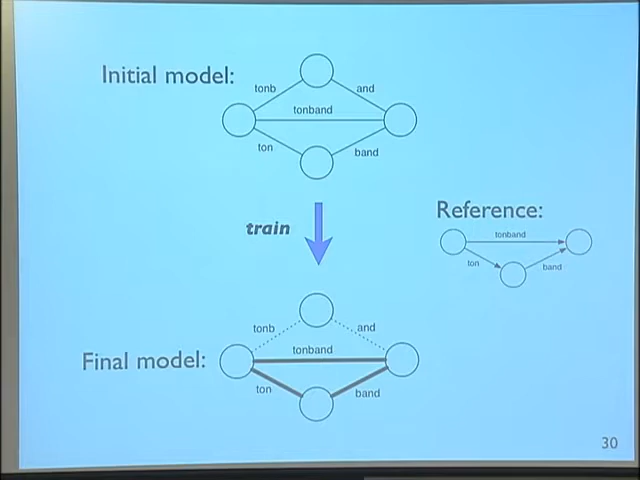 Initial model:
tonb
and
tonband
ton
band
train
Reference:
tonband
ton
band
Final model:
tonb
and
tonband
ton
band
30